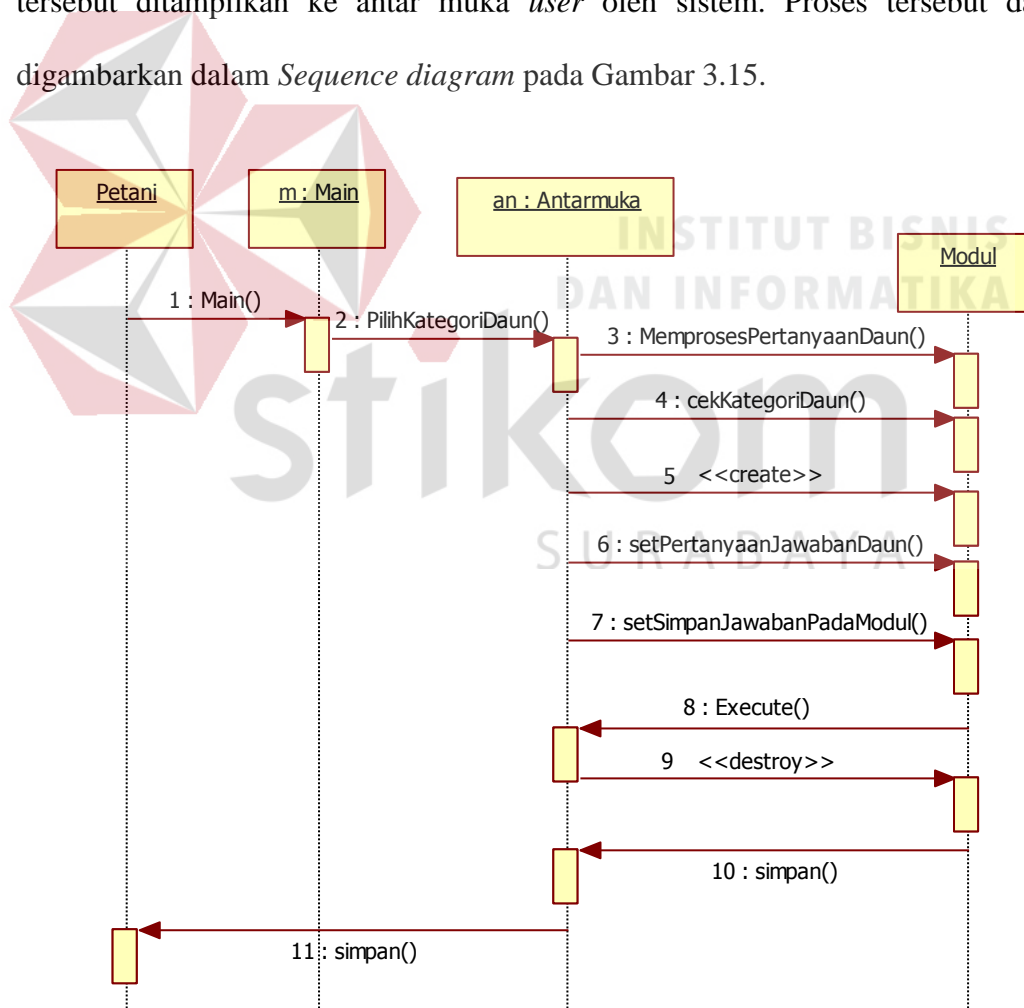 tersebut ditampilkan ke antar muka user oleh sistem. Proses tersebut da
digambarkan dalam Sequence diagram pada Gambar 3.15.
Petani
m : Main
an : Antarmuka
Modul
INSTITUT BISNIS
DAN INFORMATIKA
stikom
SURABAYA
1 : Main()
2 : PilihKategoriDaun()
3 : MemprosesPertanyaanDaun()
4 : cekKategoriDaun()
5 <<create>>
6 : setPertanyaanJawabanDaun()
7 : setSimpanJawabanPadaModul()
8 : Execute()
9 <<destroy>>
10 : simpan()
11 : simpan()